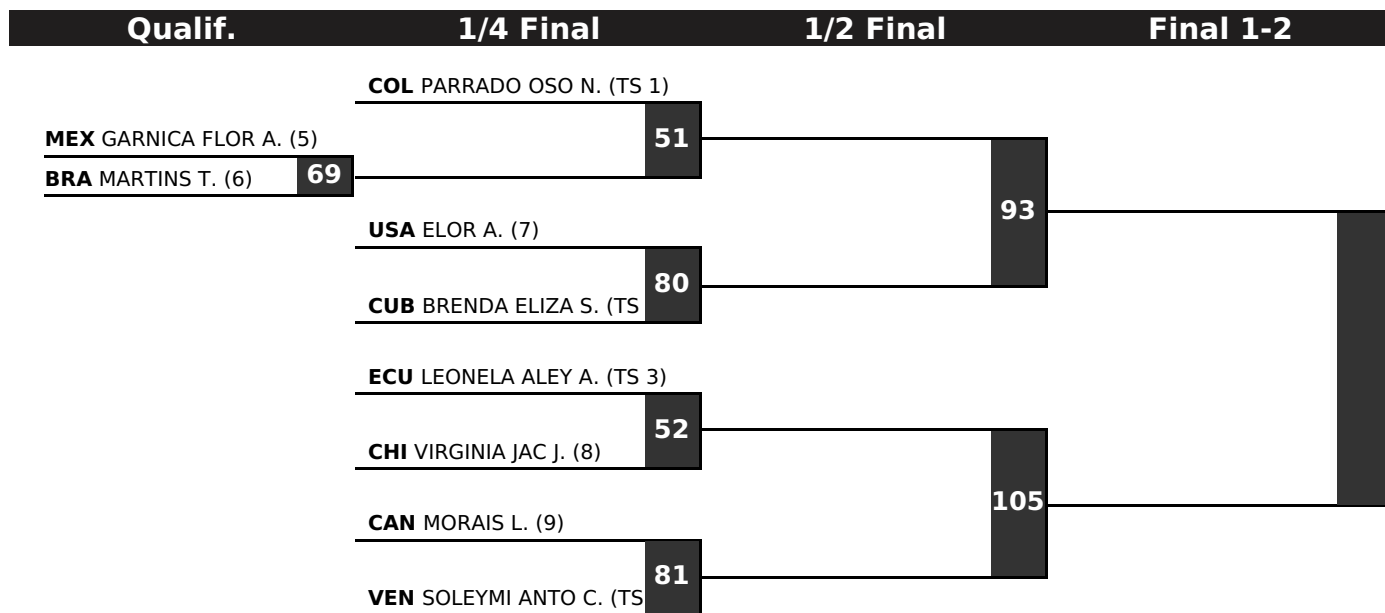 Qualif. 1/4 Final 1/2 Final Final 1-2
COL PARRADO OSO N. (TS 1)
51
MEX GARNICA FLOR A. (5)
BRA MARTINS T. (6) 69
93
USA ELOR A. (7)
80
CUB BRENDA ELIZA S. (TS
ECU LEONELA ALEY A. (TS 3)
52
CHI VIRGINIA JAC J. (8)
105
CAN MORAIS L. (9)
81
VEN SOLEYMI ANTO C. (TS